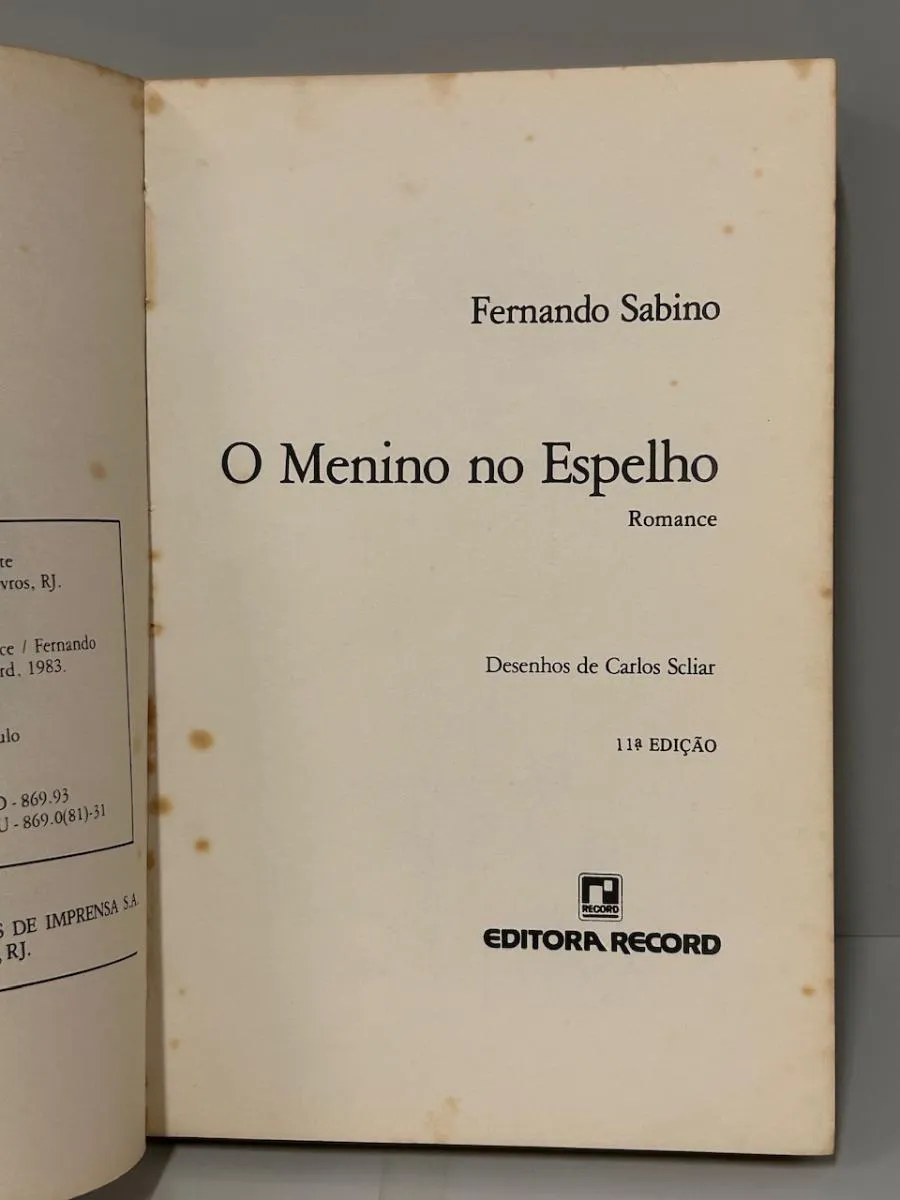 te
vros, RJ.
ce / Fernando
rd, 1983.
ulo
D - 869.93
U - 869.0(81)-31
S DE IMPRENSA S.A.
, RJ.
Fernando Sabino
O Menino no Espelho
Romance
Desenhos de Carlos Scliar
11ª EDIÇÃO
RECORD
EDITORA RECORD